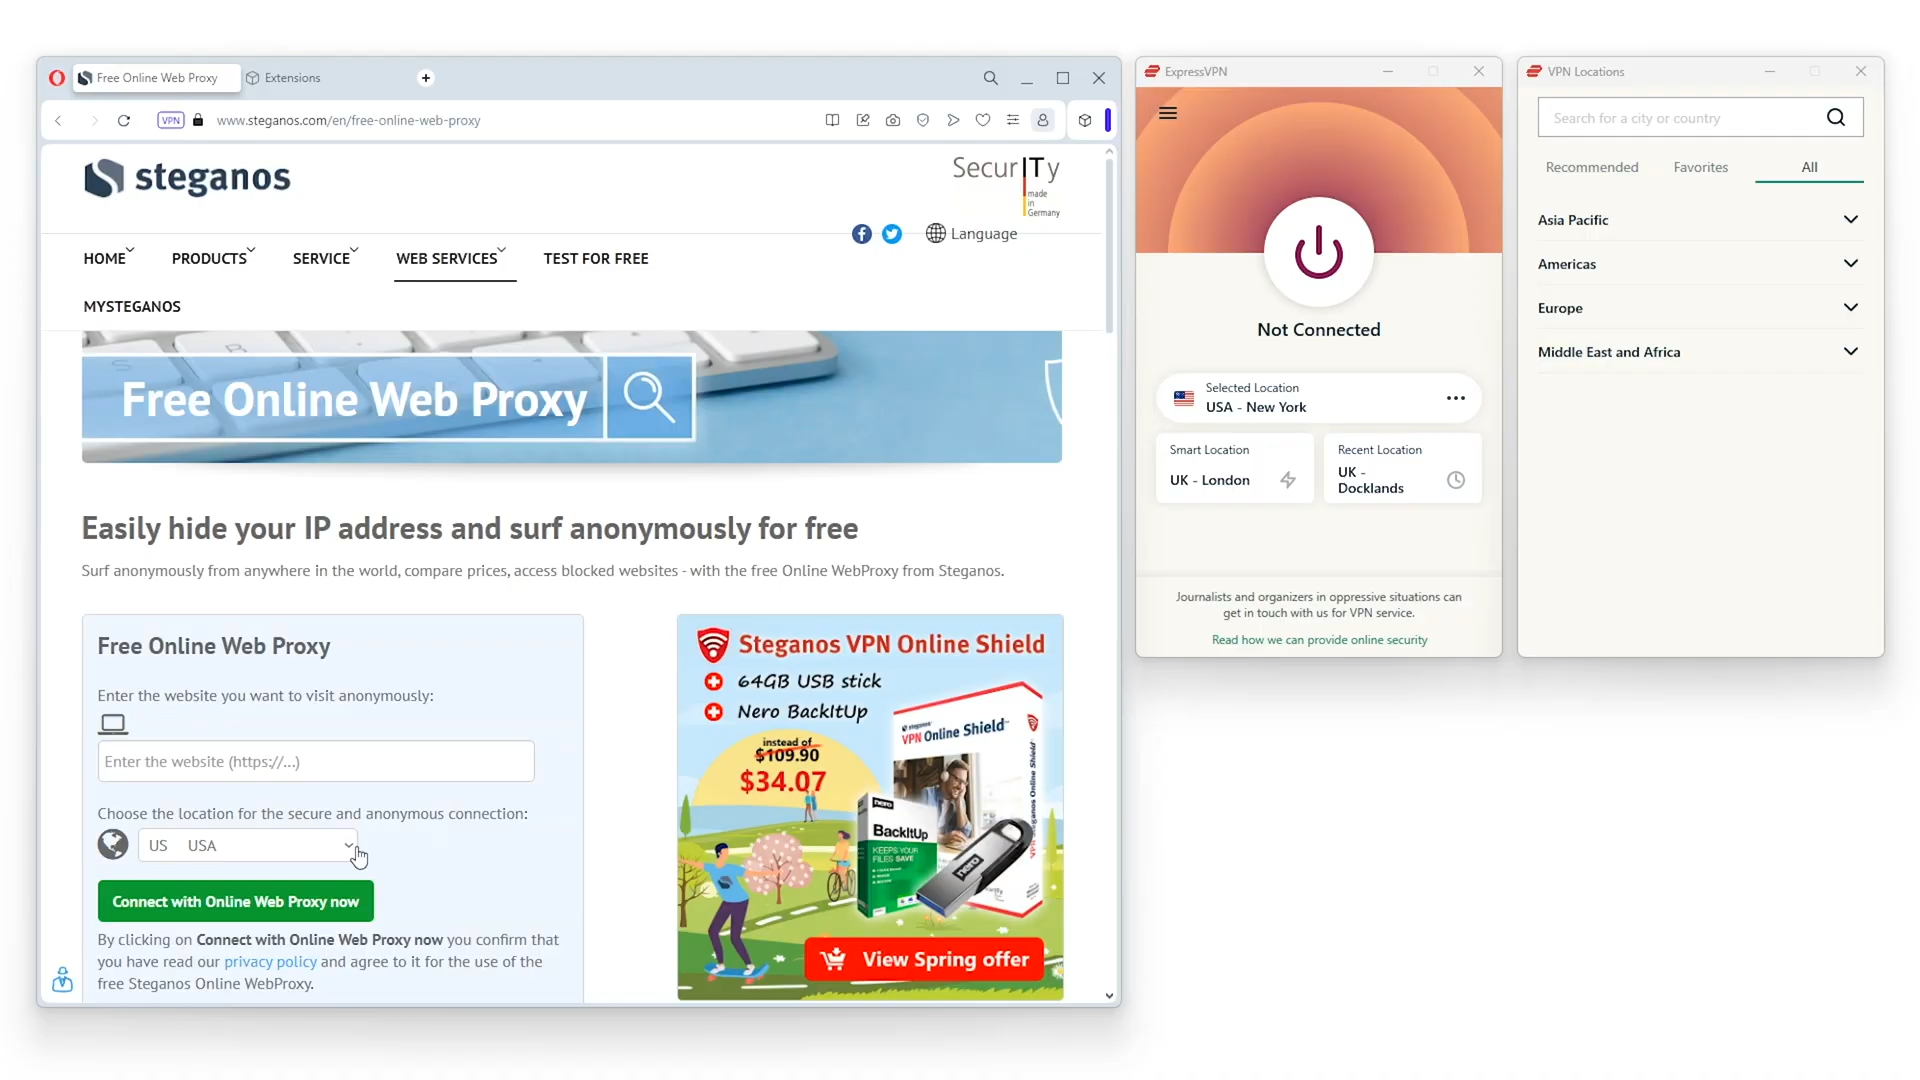 Free Online Web Proxy
Extensions
VPN
www.steganos.com/en/free-online-web-proxy
steganos
SecurITy
made
in
Germany
Language
HOME
PRODUCTS
SERVICE
WEB SERVICES
TEST FOR FREE
MYSTEGANOS
Free Online Web Proxy
Easily hide your IP address and surf anonymously for free
Surf anonymously from anywhere in the world, compare prices, access blocked websites - with the free Online WebProxy from Steganos.
Free Online Web Proxy
Enter the website you want to visit anonymously:
Enter the website (https://...)
Choose the location for the secure and anonymous connection:
US USA
Connect with Online Web Proxy now
By clicking on Connect with Online Web Proxy now you confirm that
you have read our privacy policy and agree to it for the use of the
free Steganos Online WebProxy.
Steganos VPN Online Shield
64GB USB stick
Nero BackItUp
instead of
$109.90
$34.07
steganos
VPN Online Shield
nero
BackItUp
KEEPS YOUR
FILES SAFE
nero
View Spring offer
ExpressVPN
Not Connected
Selected Location
USA - New York
Smart Location
UK - London
Recent Location
UK -
Docklands
Journalists and organizers in oppressive situations can
get in touch with us for VPN service.
Read how we can provide online security
VPN Locations
Search for a city or country
Recommended
Favorites
All
Asia Pacific
Americas
Europe
Middle East and Africa